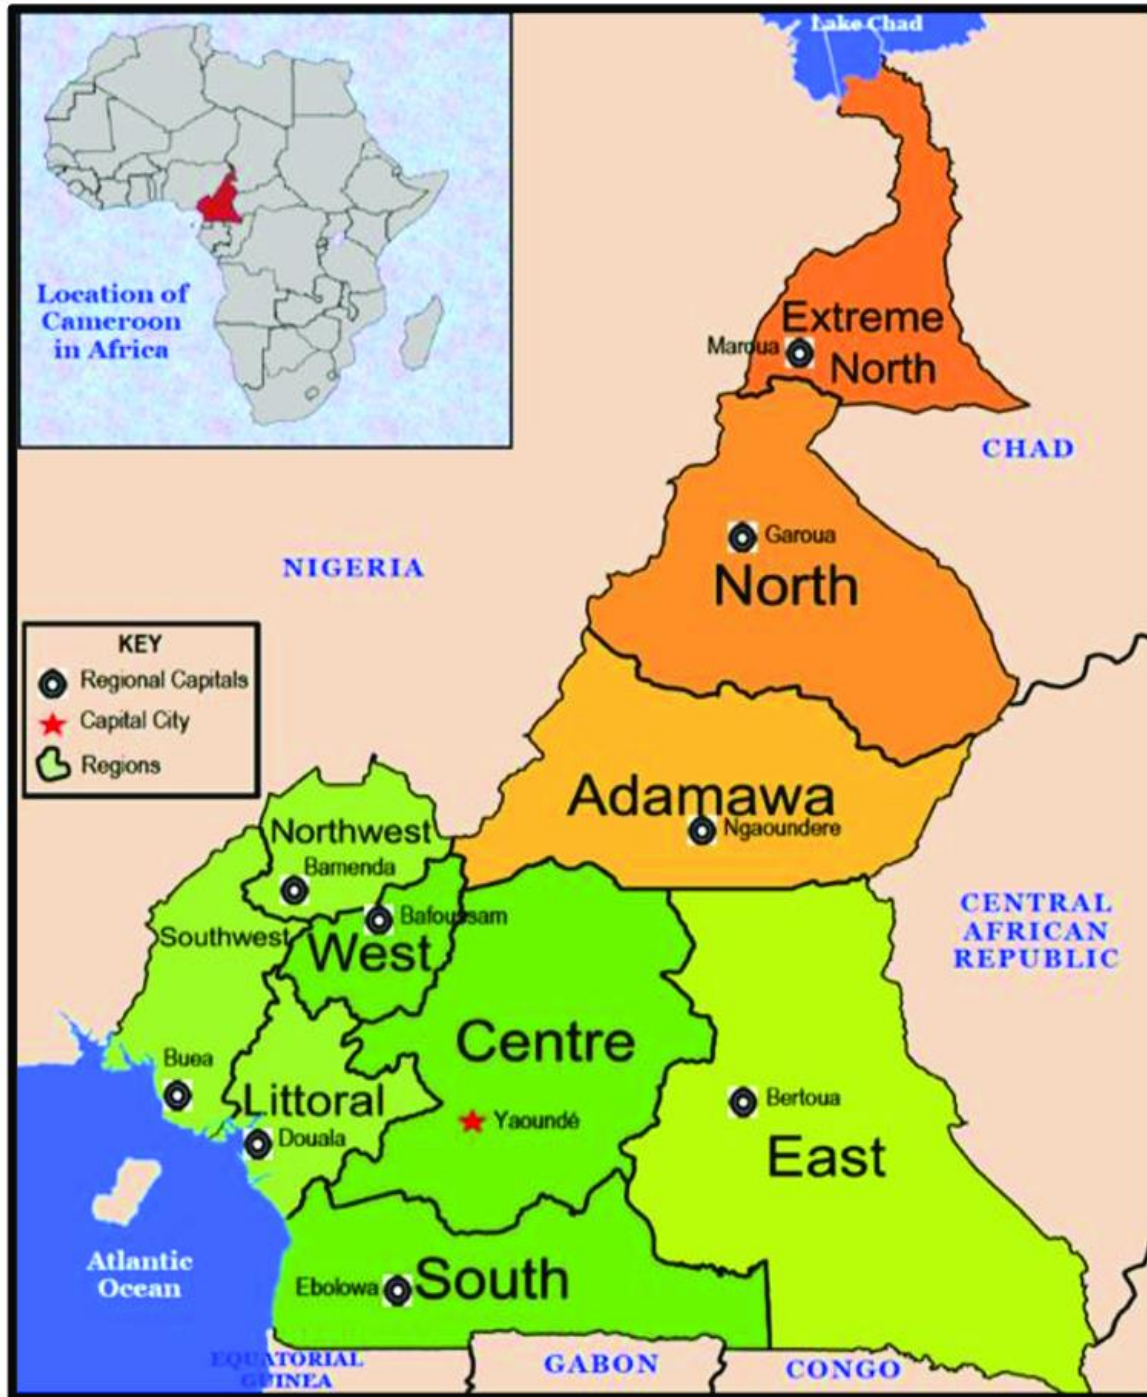 Lake Chad
Location of
Cameroon
in Africa
Extreme
Maroua
North
CHAD
Garoua
NIGERIA
North
KEY
Regional Capitals
Capital City
Regions
Adamawa
Ngaoundere
Northwest
Bamenda
CENTRAL
AFRICAN
REPUBLIC
Bafoussam
Southwest
West
Centre
Buea
Littoral
Bertoua
Yaoundé
Douala
East
Atlantic
Ocean
Ebolowa
South
EQUATORIAL
GUINEA
GABON
CONGO